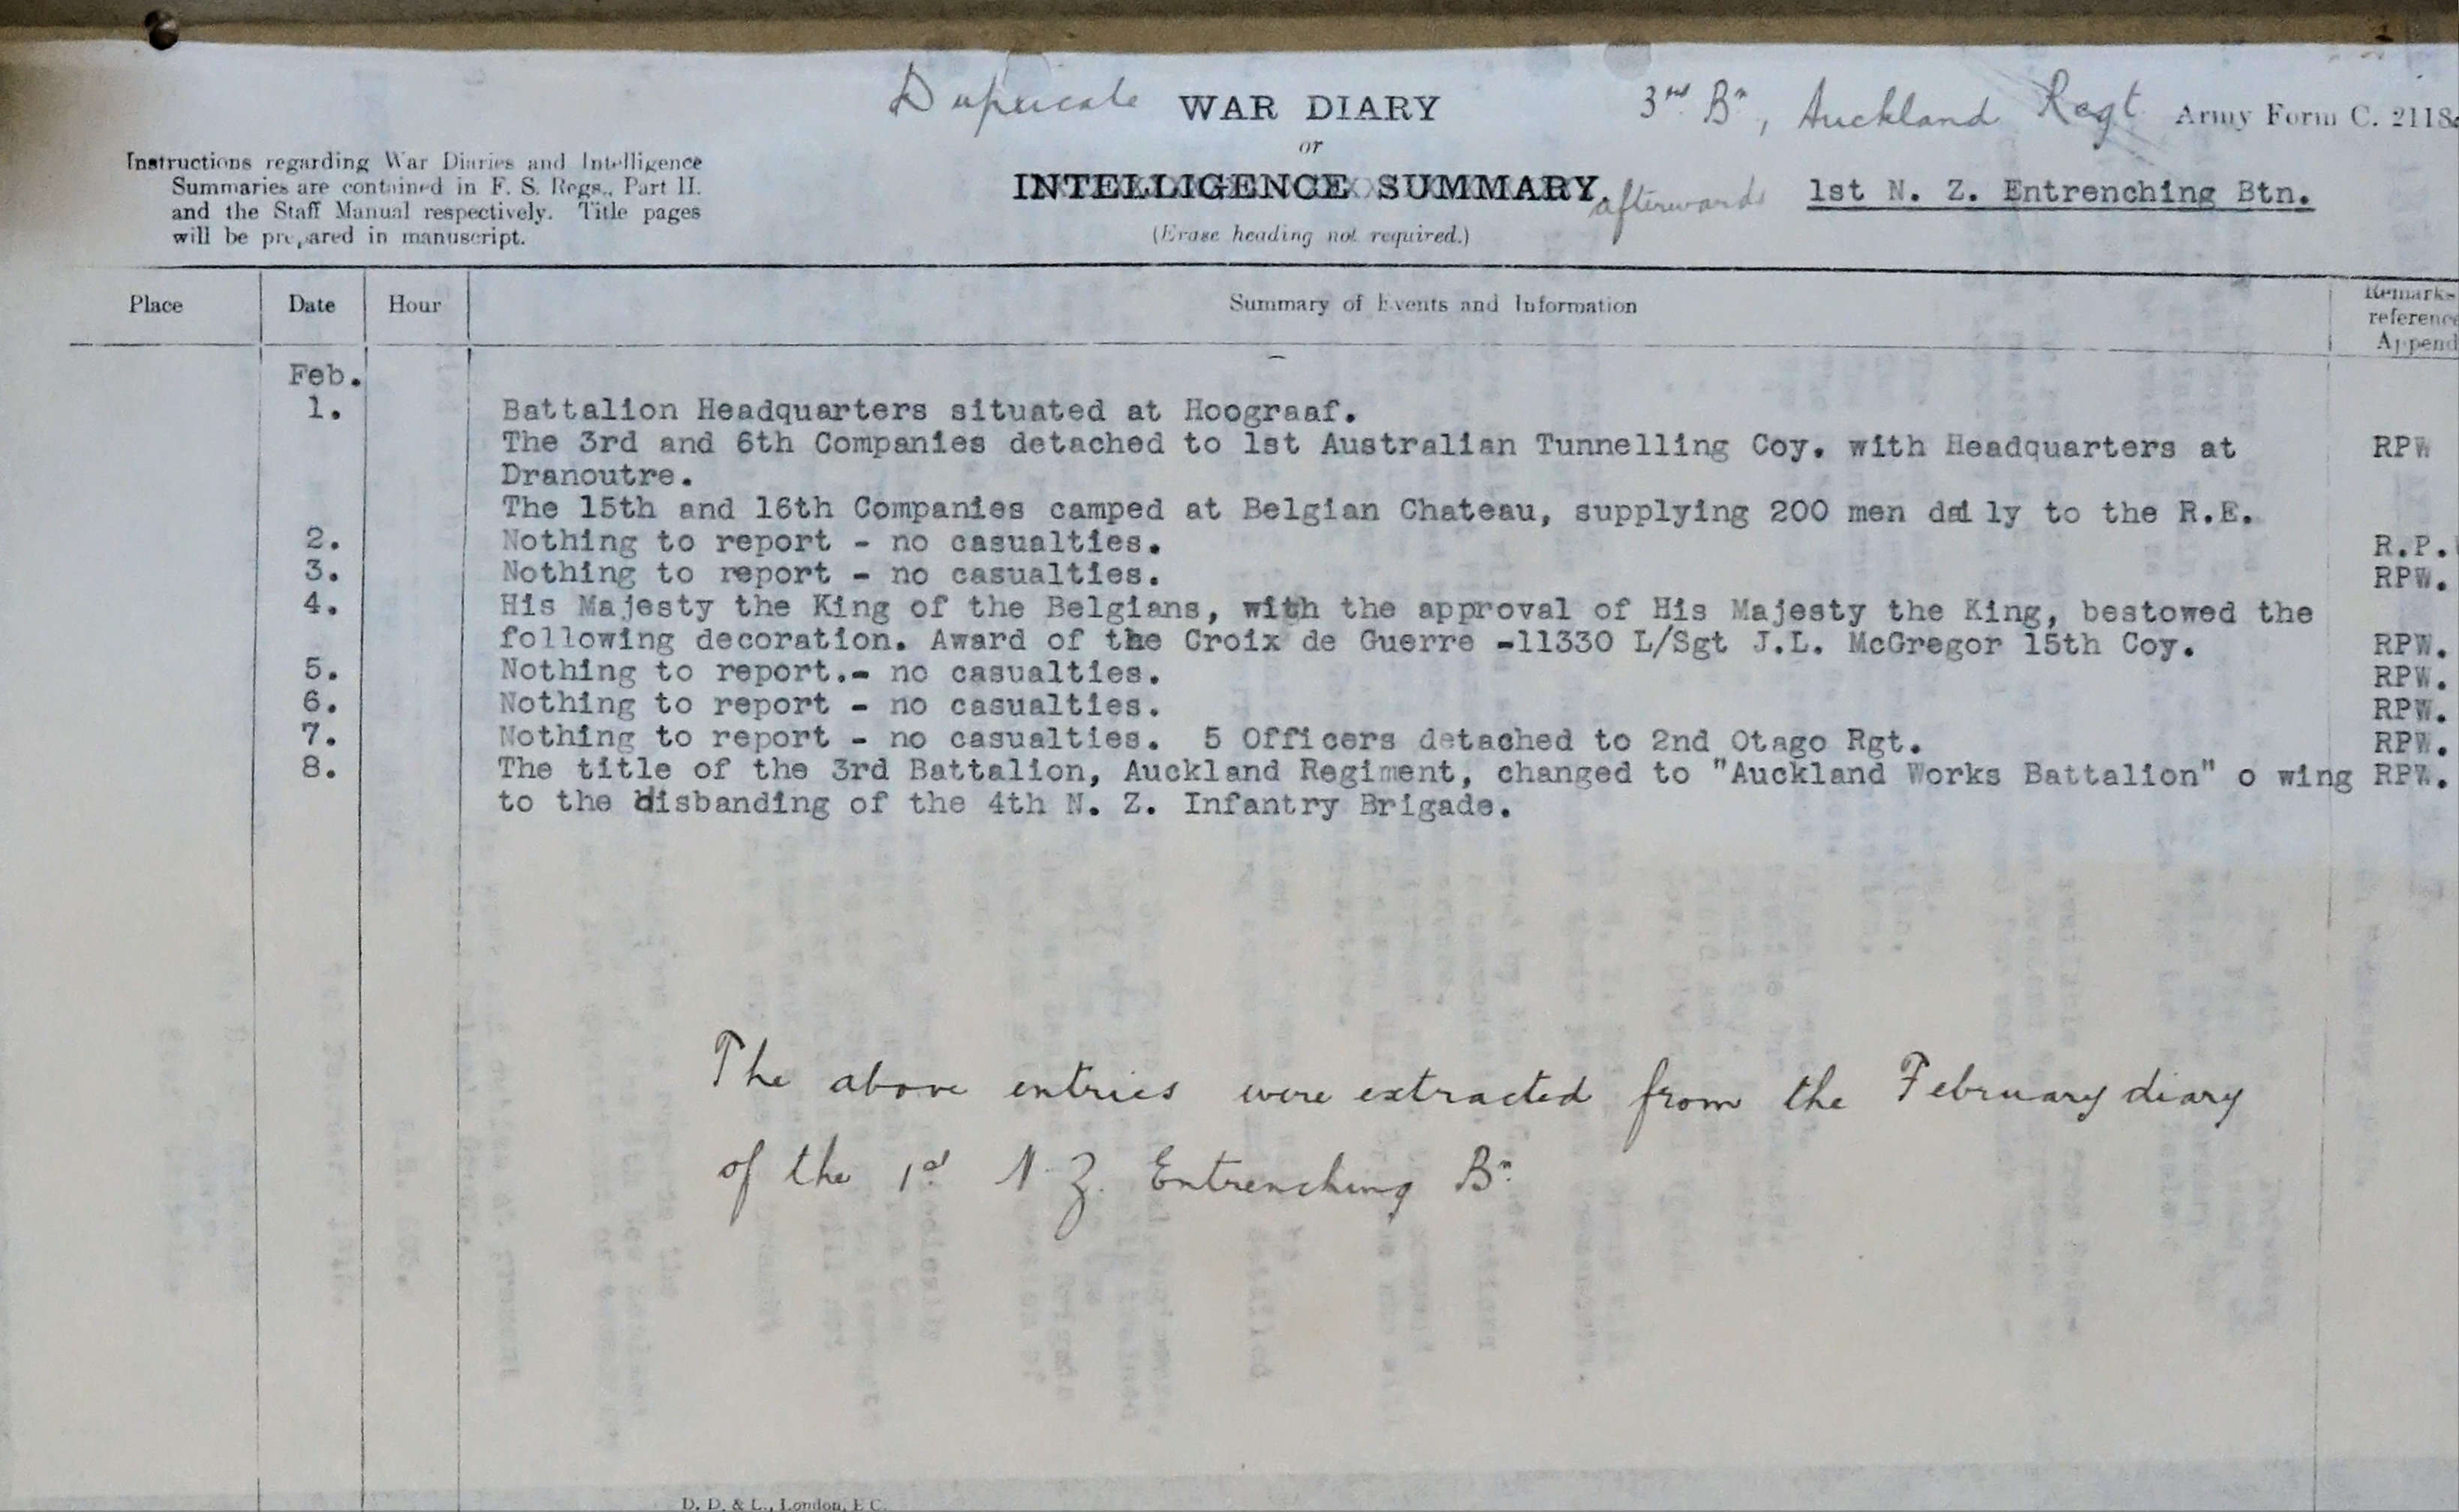 Duplicate WAR DIARY 3rd Bn, Auckland Regt Army Form C. 2118.
or
Instructions regarding War Diaries and Intelligence
Summaries are contained in F. S. Regs., Part II.
and the Staff Manual respectively. Title pages
will be prepared in manuscript.
INTELLIGENCE SUMMARY. afterwards 1st N. Z. Entrenching Btn.
(Erase heading not required.)
Place Date Hour Summary of Events and Information
Remarks
reference
Append
Feb.
1. Battalion Headquarters situated at Hoograaf.
The 3rd and 6th Companies detached to 1st Australian Tunnelling Coy. with Headquarters at RPW
Dranoutre.
The 15th and 16th Companies camped at Belgian Chateau, supplying 200 men dai ly to the R.E.
2. Nothing to report - no casualties. R.P.W
3. Nothing to report - no casualties. RPW.
4. His Majesty the King of the Belgians, with the approval of His Majesty the King, bestowed the
following decoration. Award of the Croix de Guerre -11330 L/Sgt J.L. McGregor 15th Coy. RPW.
5. Nothing to report.- no casualties. RPW.
6. Nothing to report - no casualties. RPW.
7. Nothing to report - no casualties. 5 Officers detached to 2nd Otago Rgt. RPW.
8. The title of the 3rd Battalion, Auckland Regiment, changed to "Auckland Works Battalion" o wing RPW.
to the disbanding of the 4th N. Z. Infantry Brigade.
The above entries were extracted from the February diary
of the 1st N. Z. Entrenching Bn.
D. D. & L., London, E C.